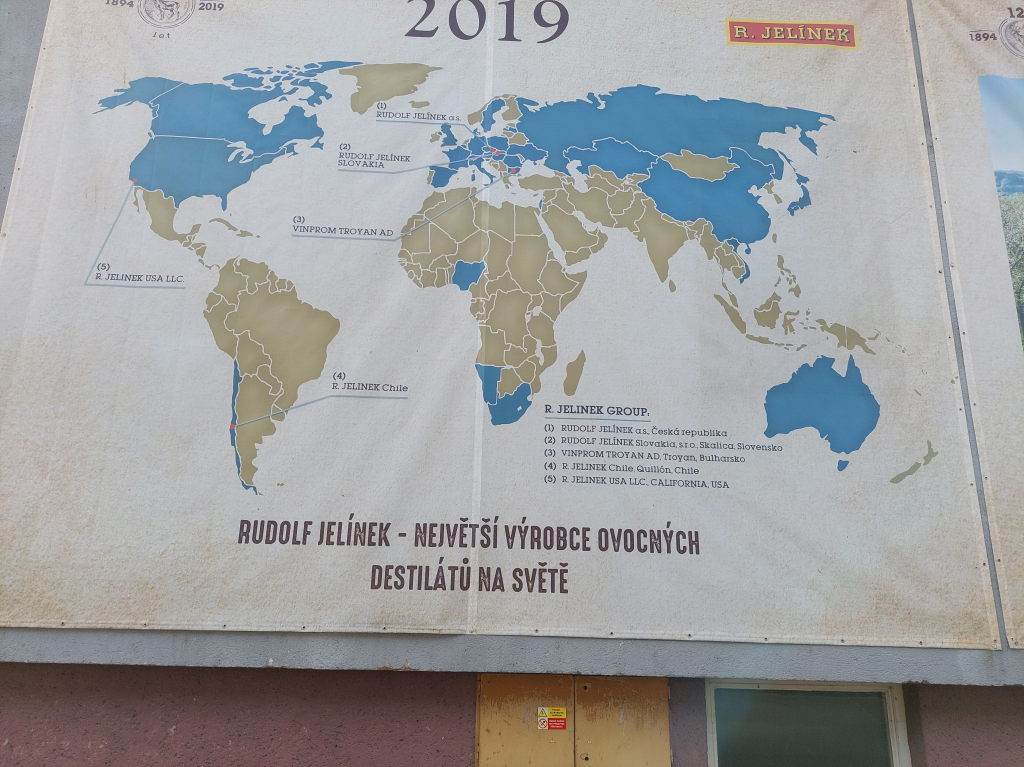 1894
2019
let
2019
R. JELÍNEK
12
1894
(1)
RUDOLF JELÍNEK a.s.
(2)
RUDOLF JELÍNEK
SLOVAKIA
(3)
VINPROM TROYAN AD
(5)
R. JELINEK USA LLC.
(4)
R. JELINEK Chile
R. JELINEK GROUP:
(1) RUDOLF JELÍNEK a.s., Česká republika
(2) RUDOLF JELÍNEK Slovakia, s.r.o., Skalica, Slovensko
(3) VINPROM TROYAN AD, Troyan, Bulharsko
(4) R. JELINEK Chile, Quillón, Chile
(5) R. JELINEK USA LLC., CALIFORNIA, USA
RUDOLF JELÍNEK - NEJVĚTŠÍ VÝROBCE OVOCNÝCH
DESTILÁTŮ NA SVĚTĚ